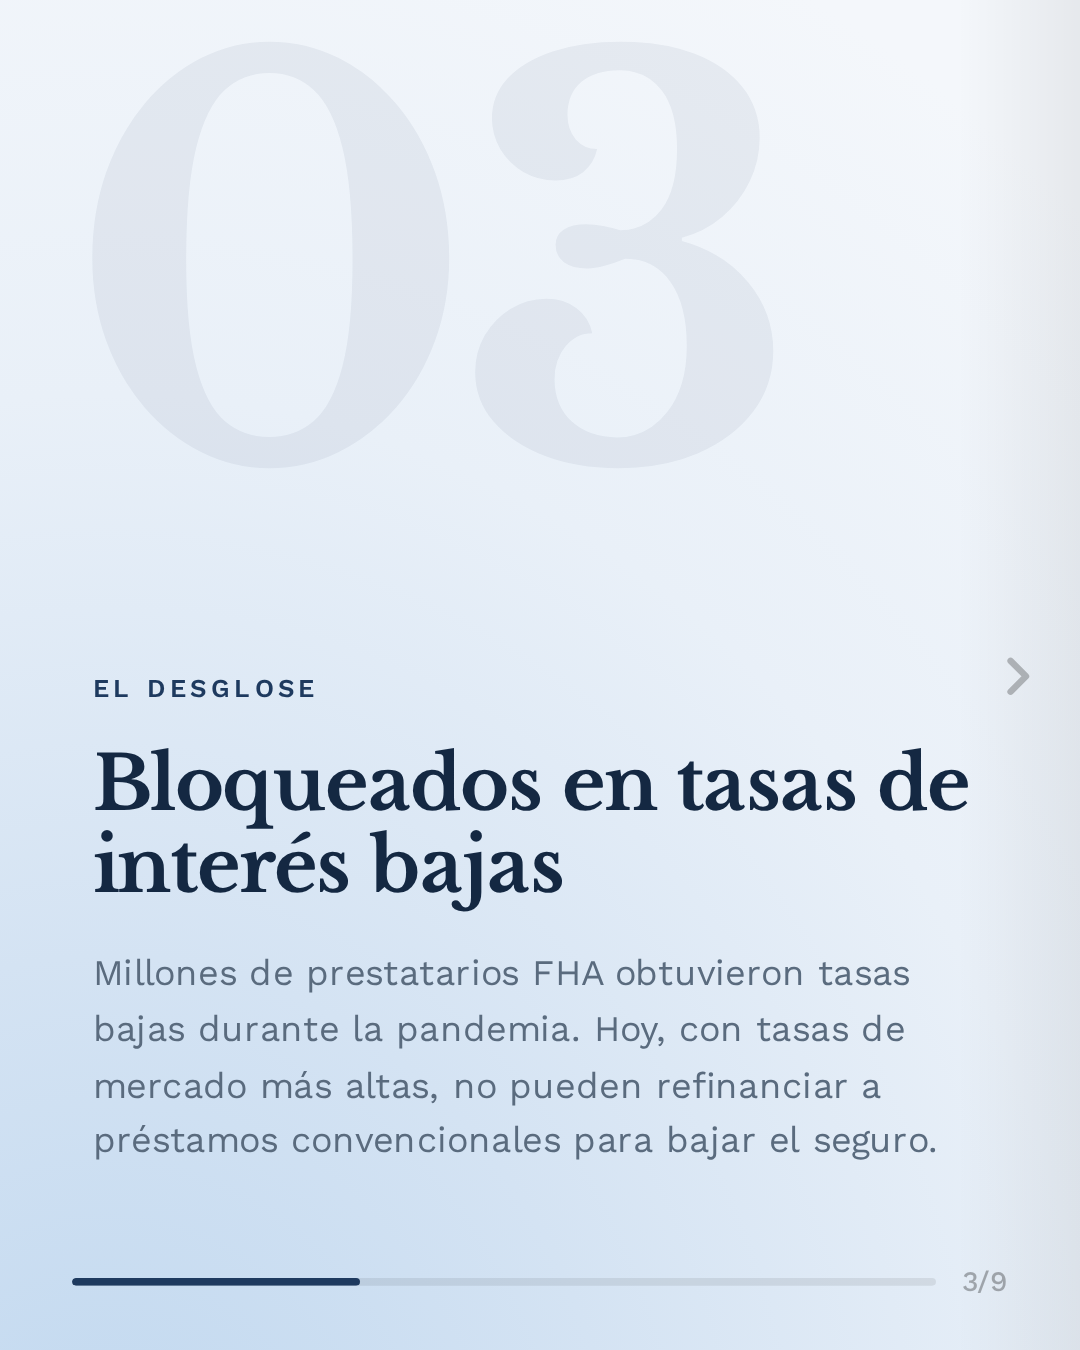 03
EL DESGLOSE
Bloqueados en tasas de
interés bajas
Millones de prestatarios FHA obtuvieron tasas
bajas durante la pandemia. Hoy, con tasas de
mercado más altas, no pueden refinanciar a
préstamos convencionales para bajar el seguro.
3/9